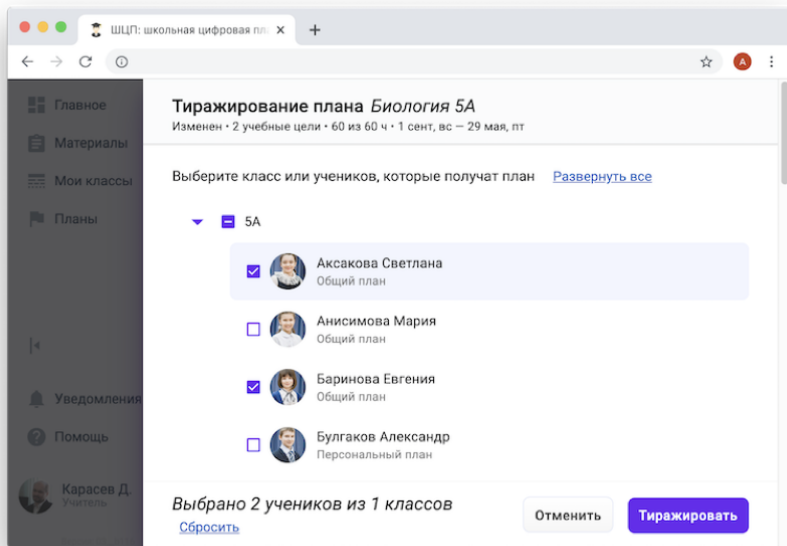 ШЦП: школьная цифровая пл
A
Главное
Материалы
Мои классы
Планы
Уведомления
Помощь
Карасев Д.
Учитель
Тиражирование плана Биология 5А
Изменен • 2 учебные цели • 60 из 60 ч • 1 сент, вс — 29 мая, пт
Выберите класс или учеников, которые получат план Развернуть все
5А
Аксакова Светлана
Общий план
Анисимова Мария
Общий план
Баринова Евгения
Общий план
Булгаков Александр
Персональный план
Выбрано 2 учеников из 1 классов
Сбросить
Отменить
Тиражировать